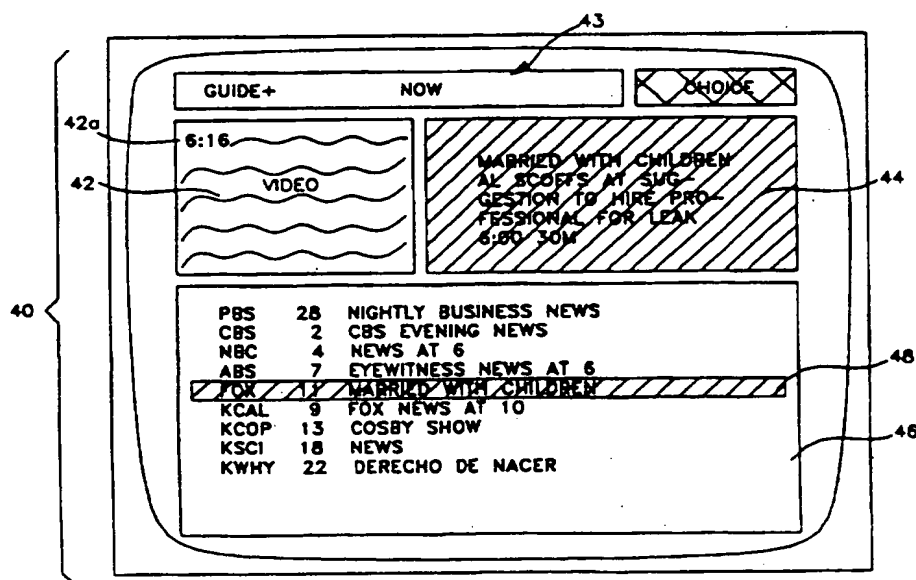 43
GUIDE+ NOW CHOICE
42a
6:16
42
VIDEO
MARRIED WITH CHILDREN
AL SCOFFS AT SUG-
GESTION TO HIRE PRO-
FESSIONAL FOR LEAK
6:00 30M
44
40
PBS 28 NIGHTLY BUSINESS NEWS
CBS 2 CBS EVENING NEWS
NBC 4 NEWS AT 6
ABS 7 EYEWITNESS NEWS AT 6
FOX 11 MARRIED WITH CHILDREN
48
KCAL 9 FOX NEWS AT 10
KCOP 13 COSBY SHOW
KSCI 18 NEWS
KWHY 22 DERECHO DE NACER
46